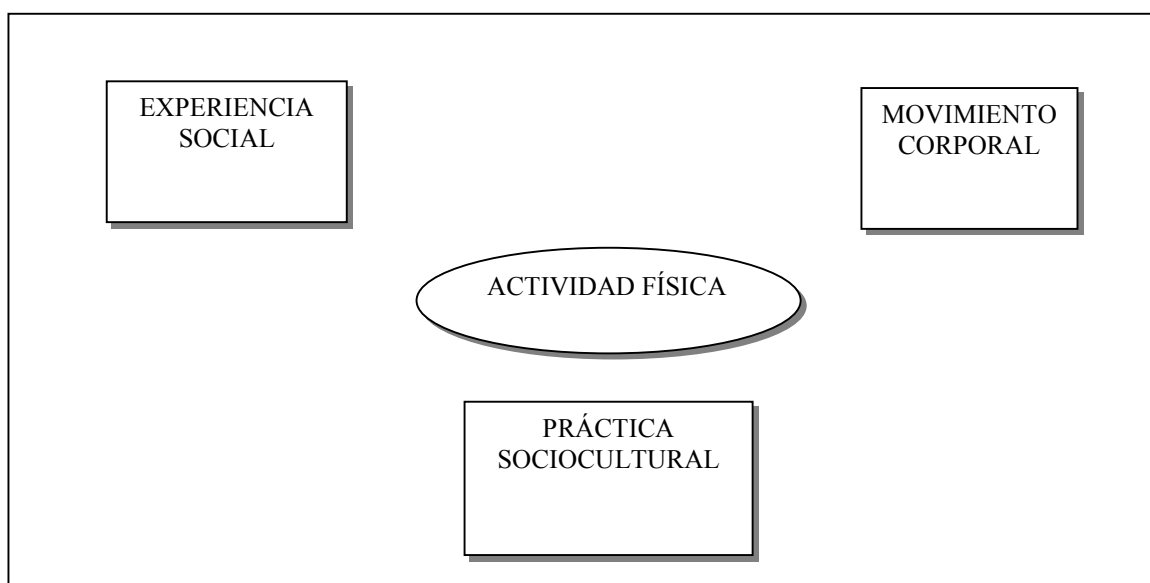 EXPERIENCIA
SOCIAL
MOVIMIENTO
CORPORAL
ACTIVIDAD FÍSICA
PRÁCTICA
SOCIOCULTURAL